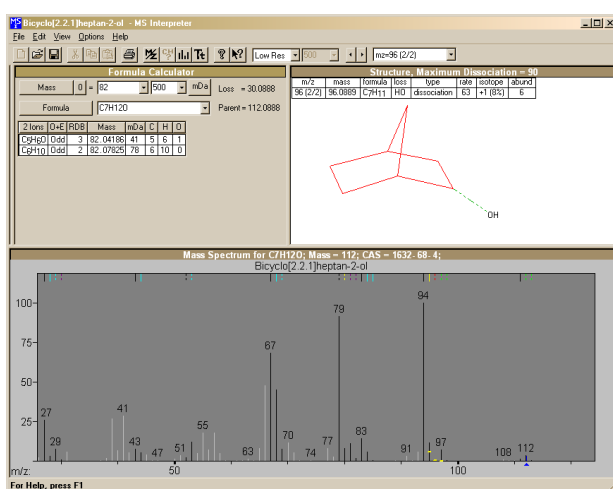 Bicyclo[2.2.1]heptan-2-ol - MS Interpreter
File Edit View Options Help
Low Res 500 mz=96 (2/2)
Formula Calculator
Mass 0 = 82 500 mDa Loss = 30.0888
Formula C7H12O Parent = 112.0888
2 Ions O+E RDB Mass mDa C H O
C5H6O Odd 3 82.04186 41 5 6 1
C6H10 Odd 2 82.07825 78 6 10 0
Structure, Maximum Dissociation = 90
m/z mass formula loss type rate isotope abund
96 (2/2) 96.0889 C7H11 HO dissociation 63 +1 (8%) 6
OH
Mass Spectrum for C7H12O; Mass = 112; CAS = 1632-68-4;
Bicyclo[2.2.1]heptan-2-ol
100-
75-
50-
25-
27 29 41 43 47 51 55 63 67 70 74 77 79 83 91 94 97 108 112
m/z: 50 100
For Help, press F1